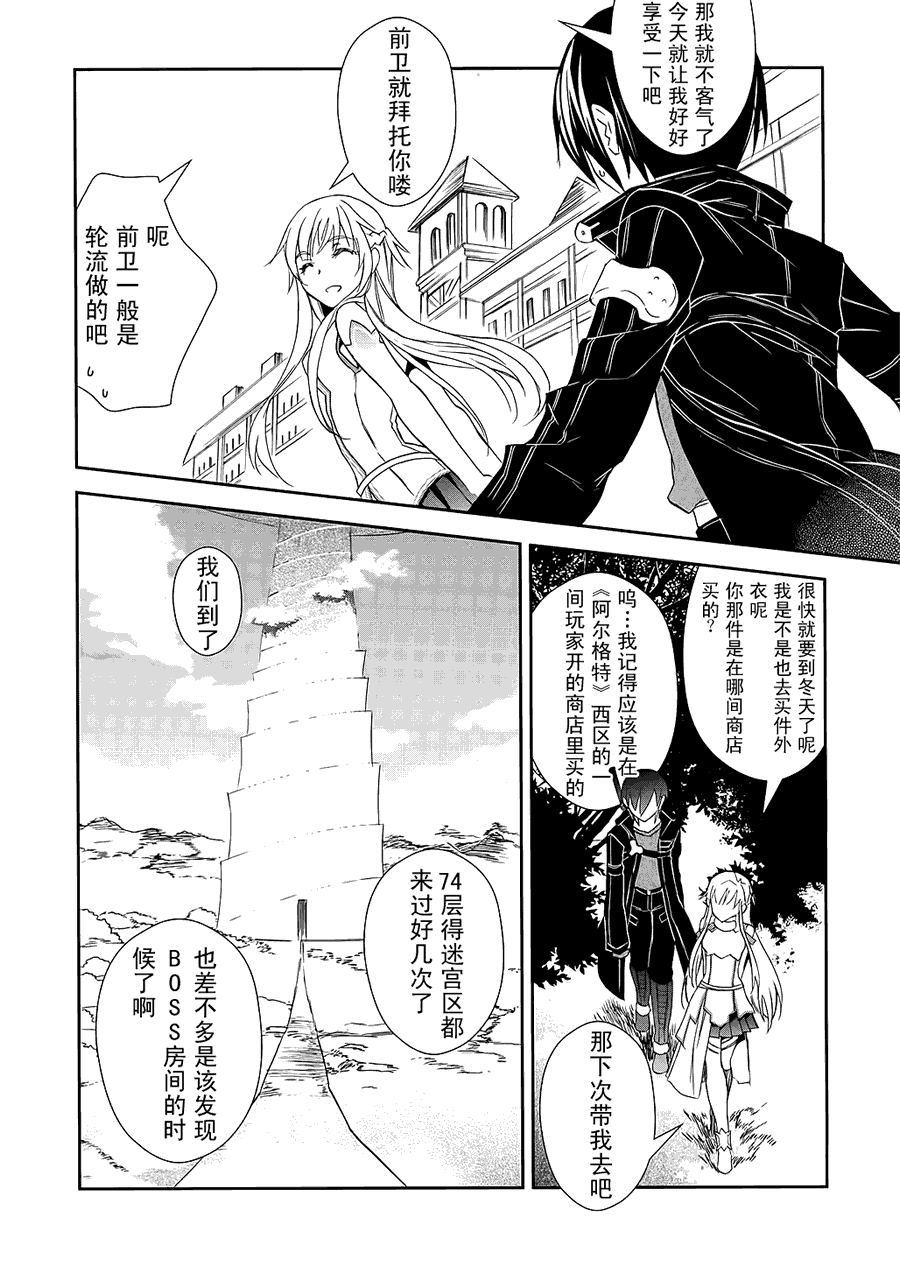 那我就不客气了
今天就让我好好
享受一下吧
前卫就拜托你喽
呃
前卫一般是
轮流做的吧
很快就要到冬天了呢
我是不是也去买件外
衣呢
你那件是在哪间商店
买的？
呜…我记得应该是在
《阿尔格特》西区的一
间玩家开的商店里买的
那下次带我去吧
我们到了
74层得迷宫区都
来过好几次了
也差不多是该发现
BOSS房间的时
候了啊